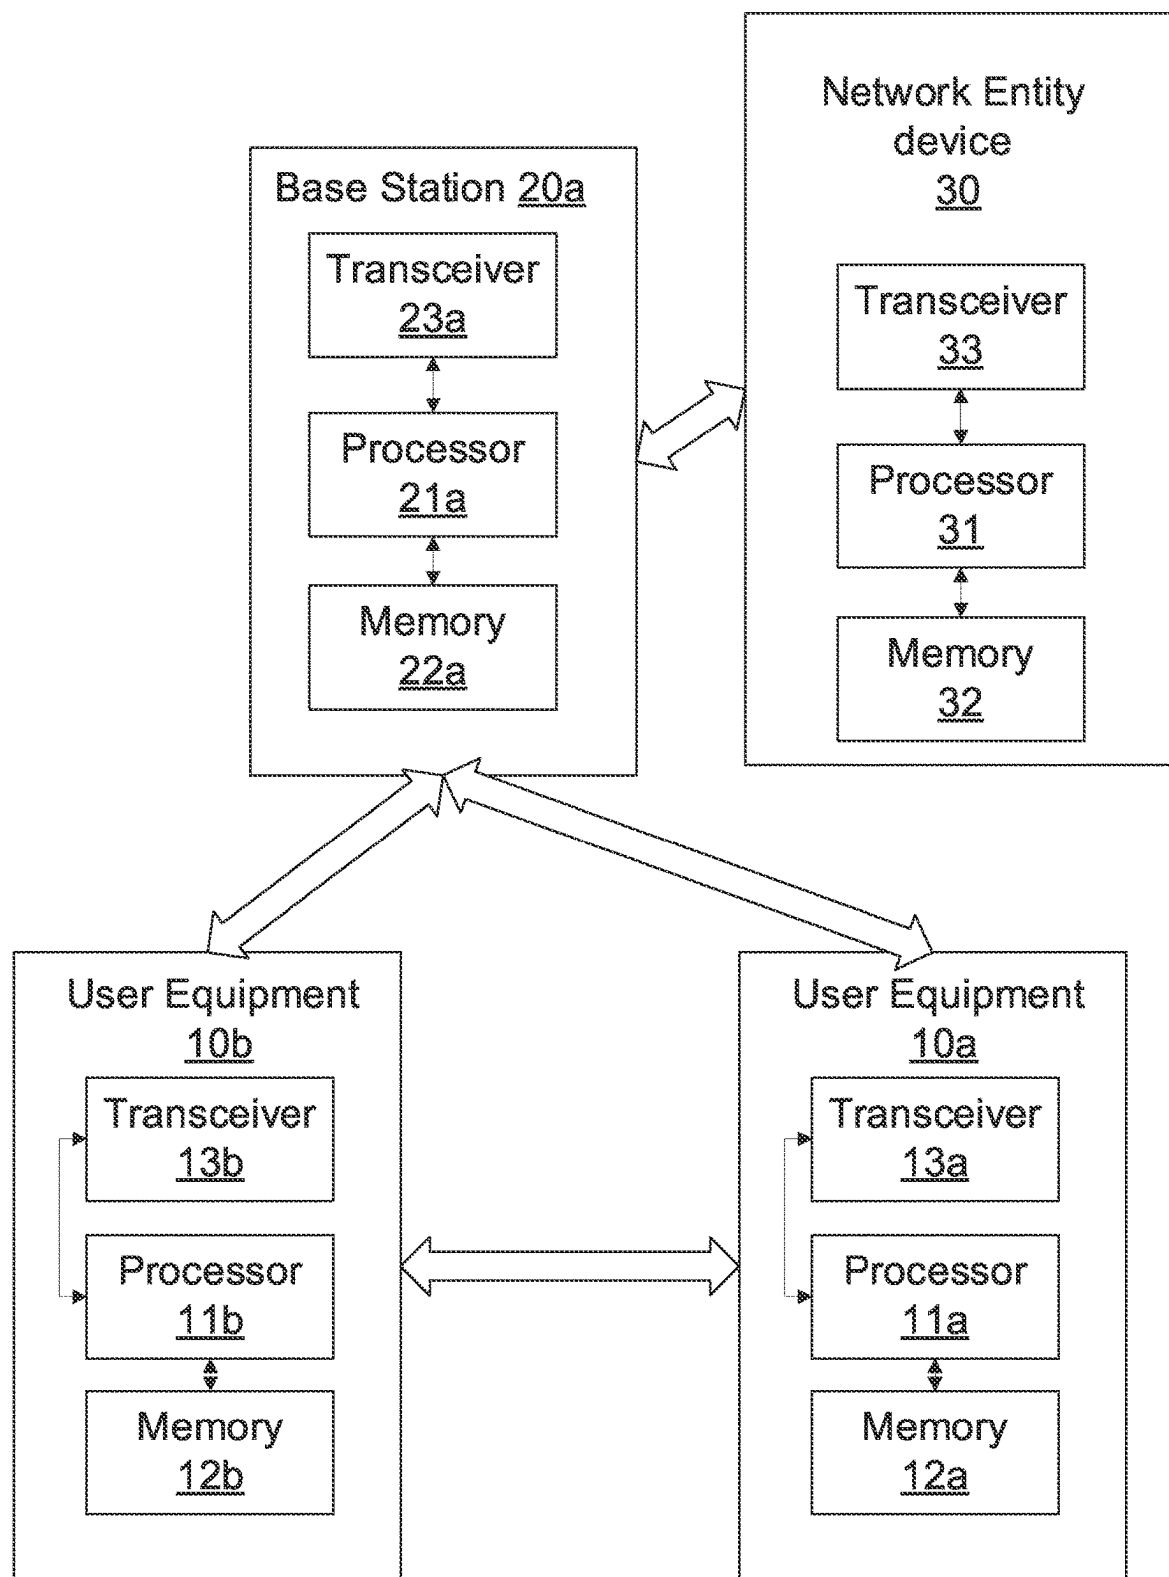 Network Entity
device
30
Base Station 20a
Transceiver
23a
Processor
21a
Memory
22a
Transceiver
33
Processor
31
Memory
32
User Equipment
10b
Transceiver
13b
Processor
11b
Memory
12b
User Equipment
10a
Transceiver
13a
Processor
11a
Memory
12a